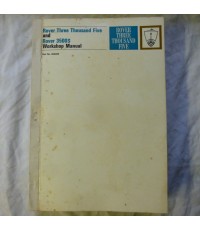 Rover Three Thousand Five
and
Rover 3500S
Workshop Manual
ROVER
THREE
THOUSAND
FIVE